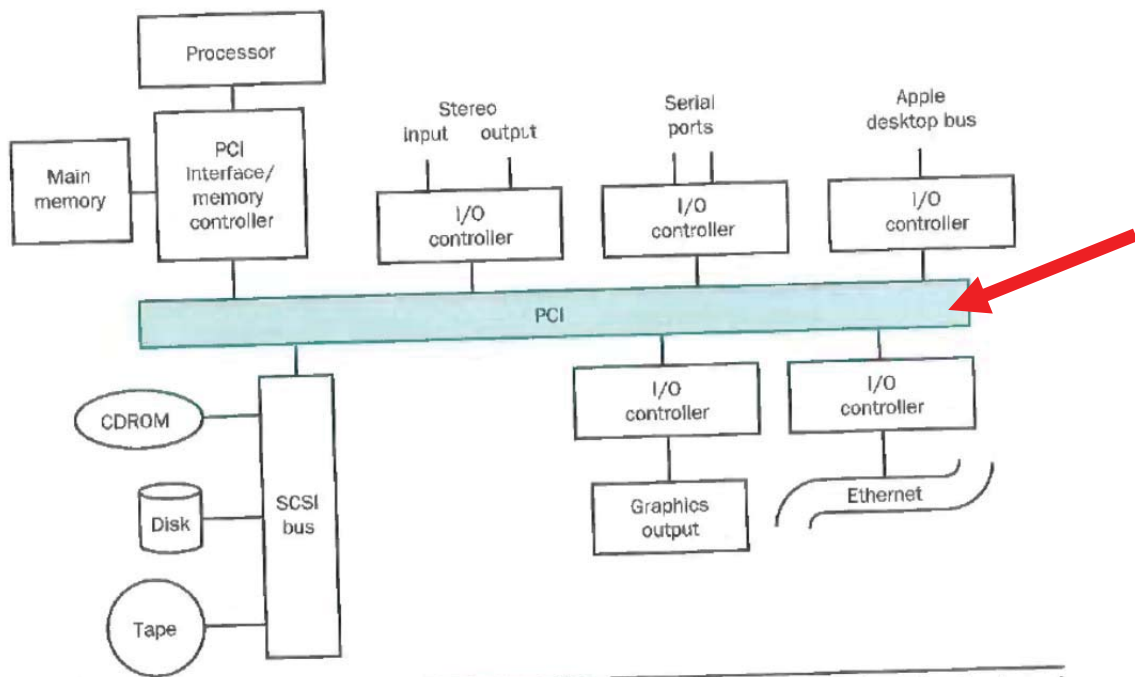 Processor
PCI
Interface/
memory
controller
Main
memory
Stereo
input output
I/O
controller
Serial
ports
I/O
controller
Apple
desktop bus
I/O
controller
PCI
CDROM
Disk
Tape
SCSI
bus
I/O
controller
Graphics
output
I/O
controller
Ethernet